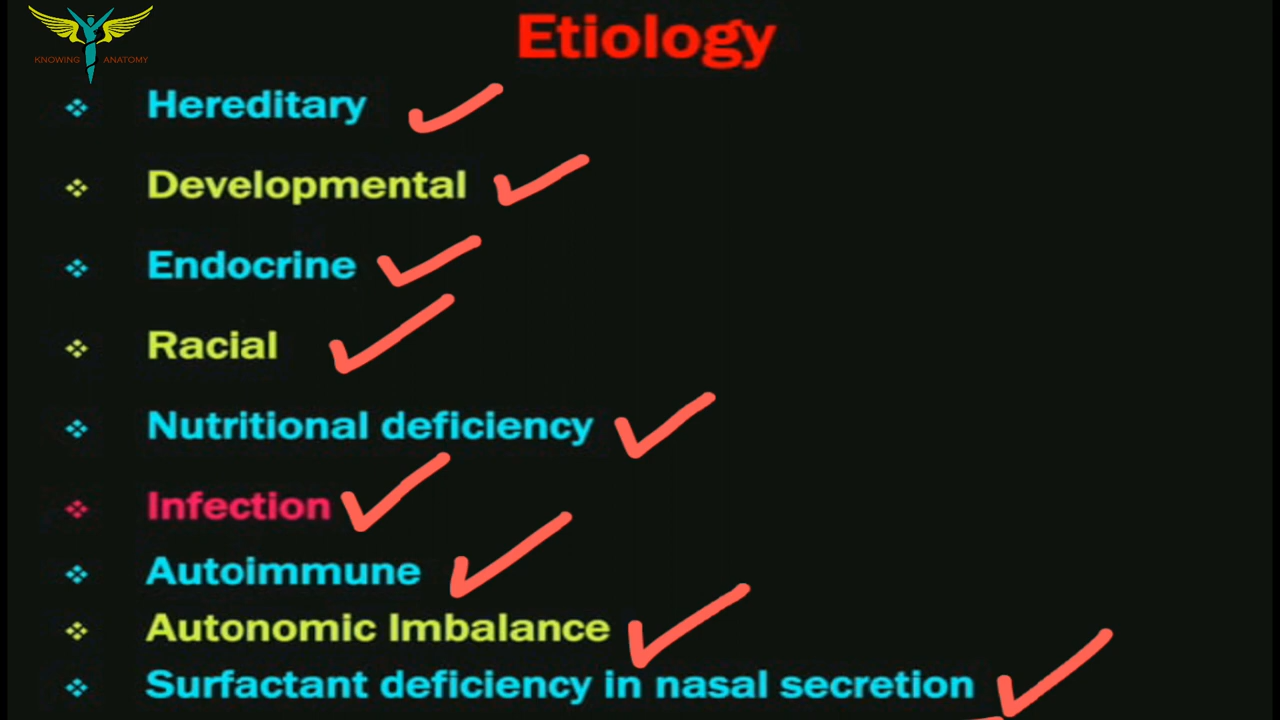 KNOWING ANATOMY
Etiology
Hereditary
Developmental
Endocrine
Racial
Nutritional deficiency
Infection
Autoimmune
Autonomic Imbalance
Surfactant deficiency in nasal secretion